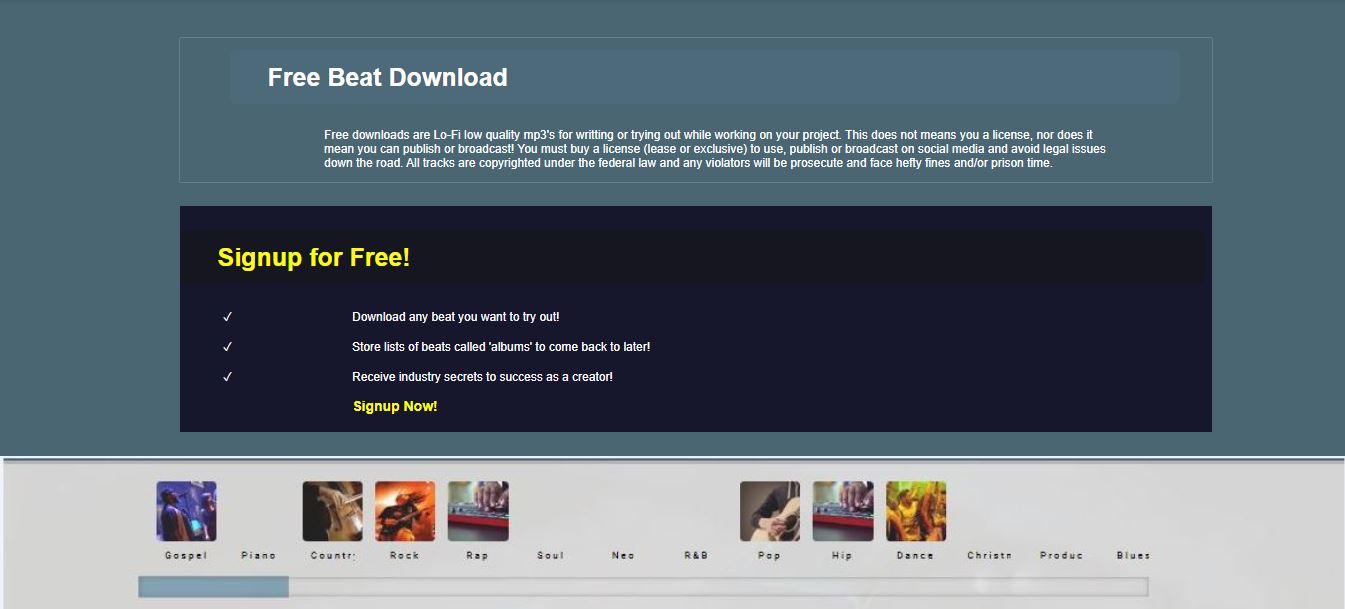 Free Beat Download
Free downloads are Lo-Fi low quality mp3's for writting or trying out while working on your project. This does not means you a license, nor does it
mean you can publish or broadcast! You must buy a license (lease or exclusive) to use, publish or broadcast on social media and avoid legal issues
down the road. All tracks are copyrighted under the federal law and any violators will be prosecute and face hefty fines and/or prison time.
Signup for Free!
✓ Download any beat you want to try out!
✓ Store lists of beats called 'albums' to come back to later!
✓ Receive industry secrets to success as a creator!
Signup Now!
Gospel Piano Country Rock Rap Soul Neo R&B Pop Hip Dance Christn Produc Blues